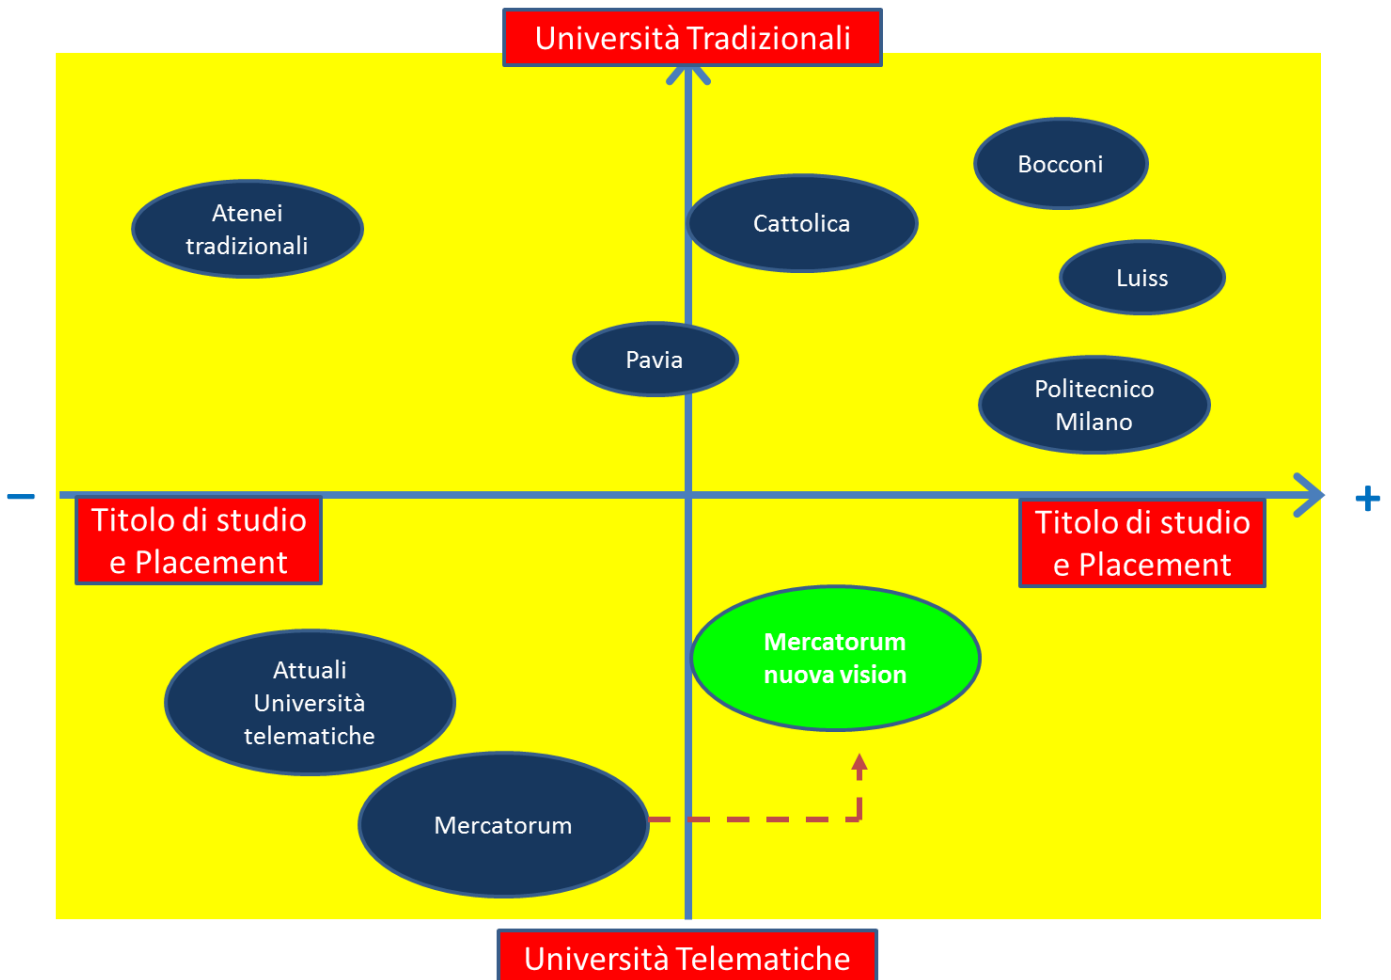 Università Tradizionali
Bocconi
Atenei
tradizionali
Cattolica
Luiss
Pavia
Politecnico
Milano
–
+
Titolo di studio
e Placement
Titolo di studio
e Placement
Mercatorum
nuova vision
Attuali
Università
telematiche
Mercatorum
Università Telematiche